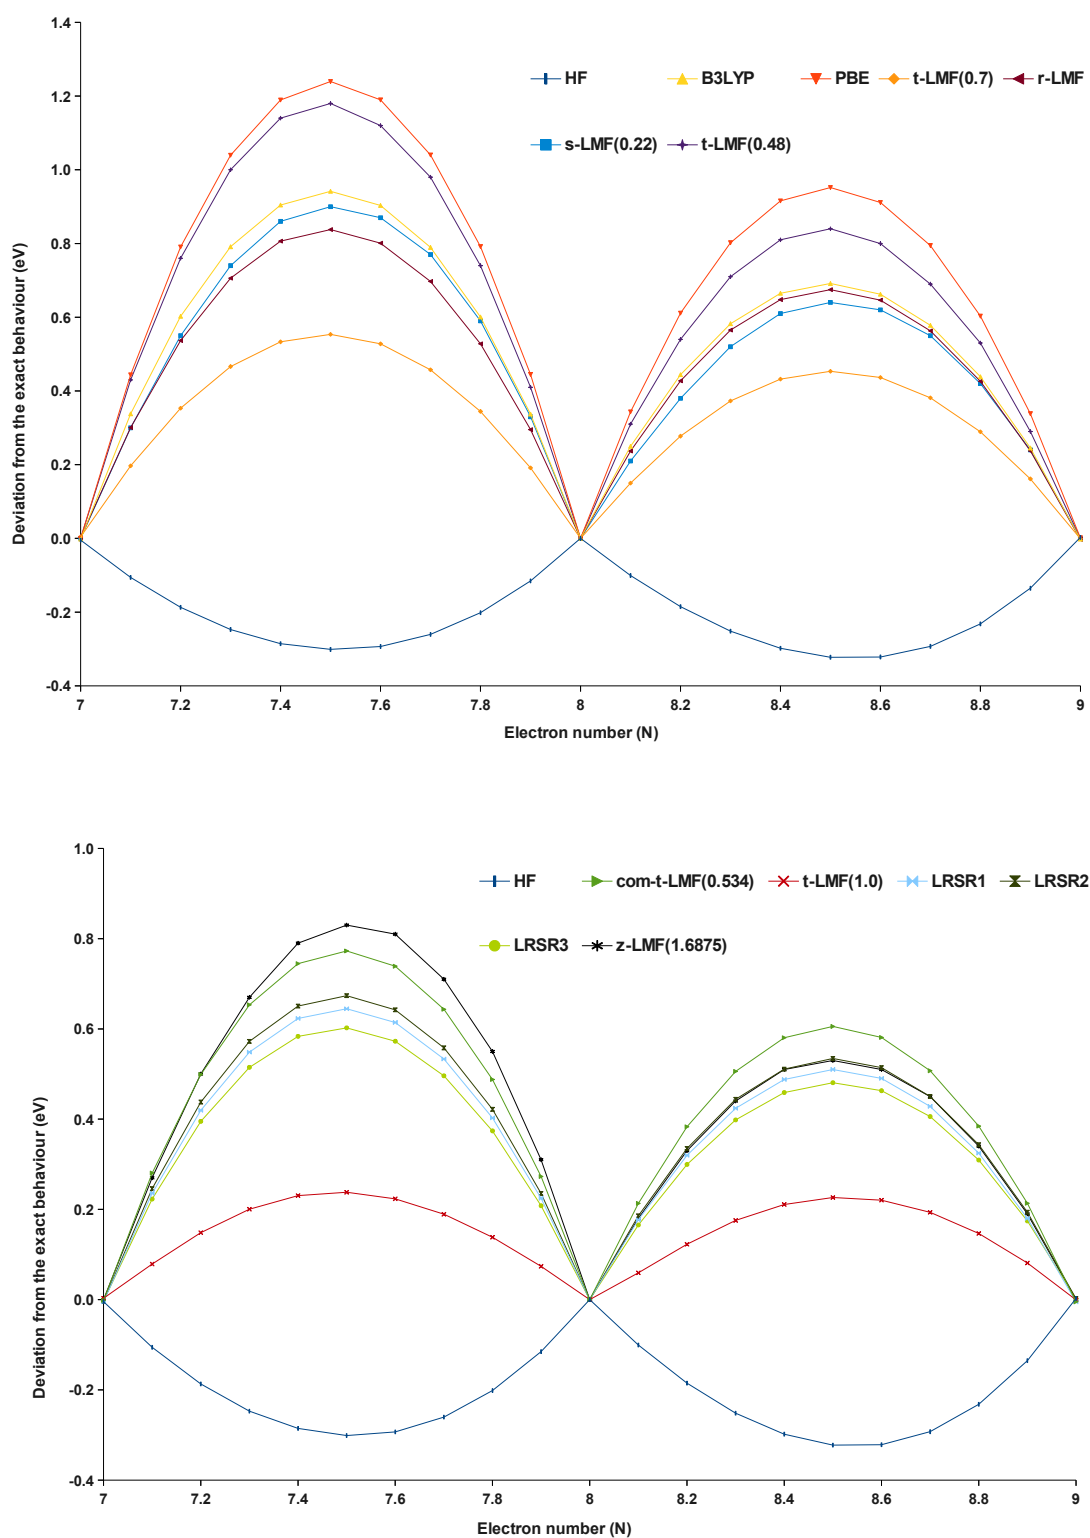 1.4
HF B3LYP PBE t-LMF(0.7) r-LMF
1.2
s-LMF(0.22) t-LMF(0.48)
1.0
0.8
0.6
0.4
0.2
0.0
-0.2
-0.4
Deviation from the exact behaviour (eV)
7 7.2 7.4 7.6 7.8 8 8.2 8.4 8.6 8.8 9
Electron number (N)
1.0
HF com-t-LMF(0.534) t-LMF(1.0) LRSR1 LRSR2
LRSR3 z-LMF(1.6875)
0.8
0.6
0.4
0.2
0.0
-0.2
-0.4
Deviation from the exact behaviour (eV)
7 7.2 7.4 7.6 7.8 8 8.2 8.4 8.6 8.8 9
Electron number (N)